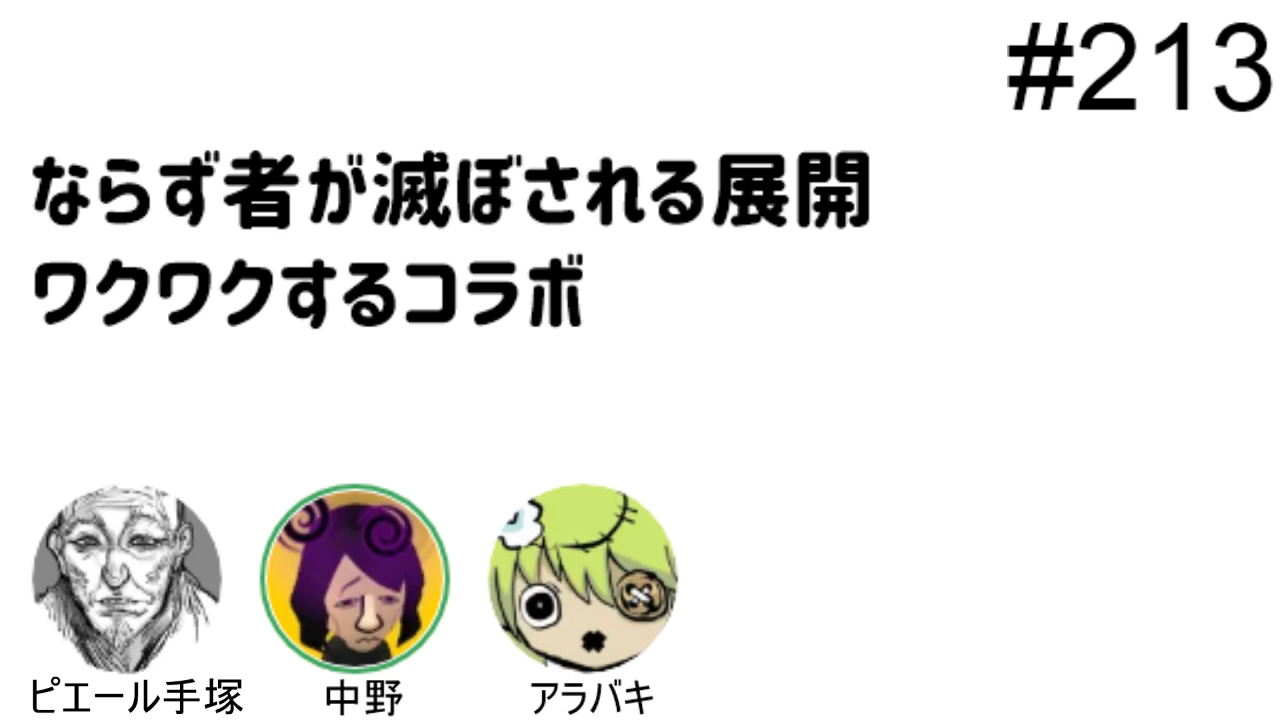 #213
ならず者が滅ぼされる展開
ワクワクするコラボ
ピエール手塚
中野
アラバキ